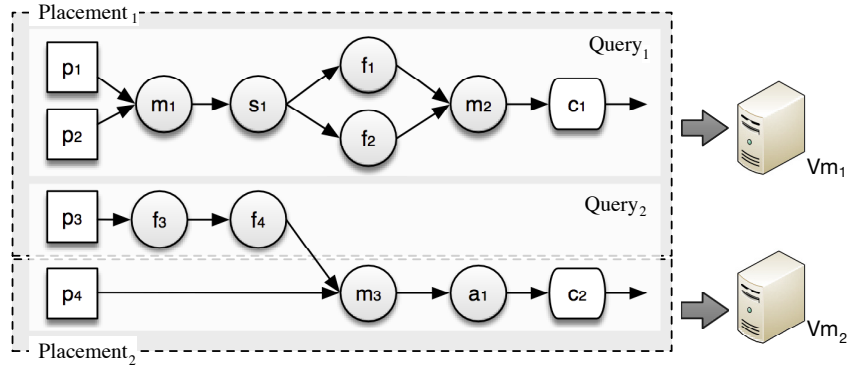 Placement₁
Query₁
p₁
p₂
m₁
s₁
f₁
f₂
m₂
c₁
Vm₁
Query₂
p₃
f₃
f₄
p₄
m₃
a₁
c₂
Vm₂
Placement₂